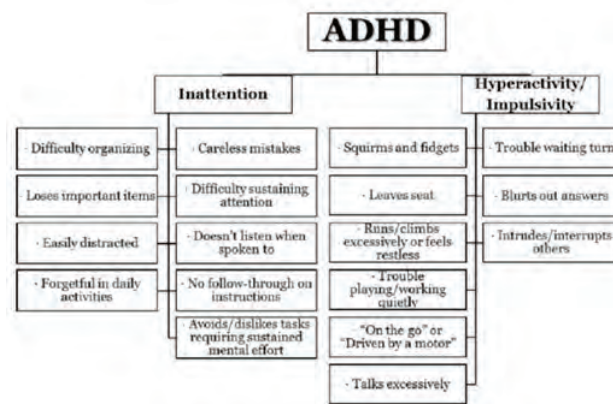 ADHD
Inattention
Hyperactivity/
Impulsivity
· Difficulty organizing
· Careless mistakes
· Squirms and fidgets
· Trouble waiting turn
Loses important items
· Difficulty sustaining
attention
· Leaves seat
· Blurts out answers
· Easily distracted
· Doesn't listen when
spoken to
· Runs/climbs
excessively or feels
restless
· Intrudes/interrupts
others
· Forgetful in daily
activities
· No follow-through on
instructions
· Trouble
playing/working
quietly
· Avoids/dislikes tasks
requiring sustained
mental effort
· "On the go" or
"Driven by a motor"
· Talks excessively